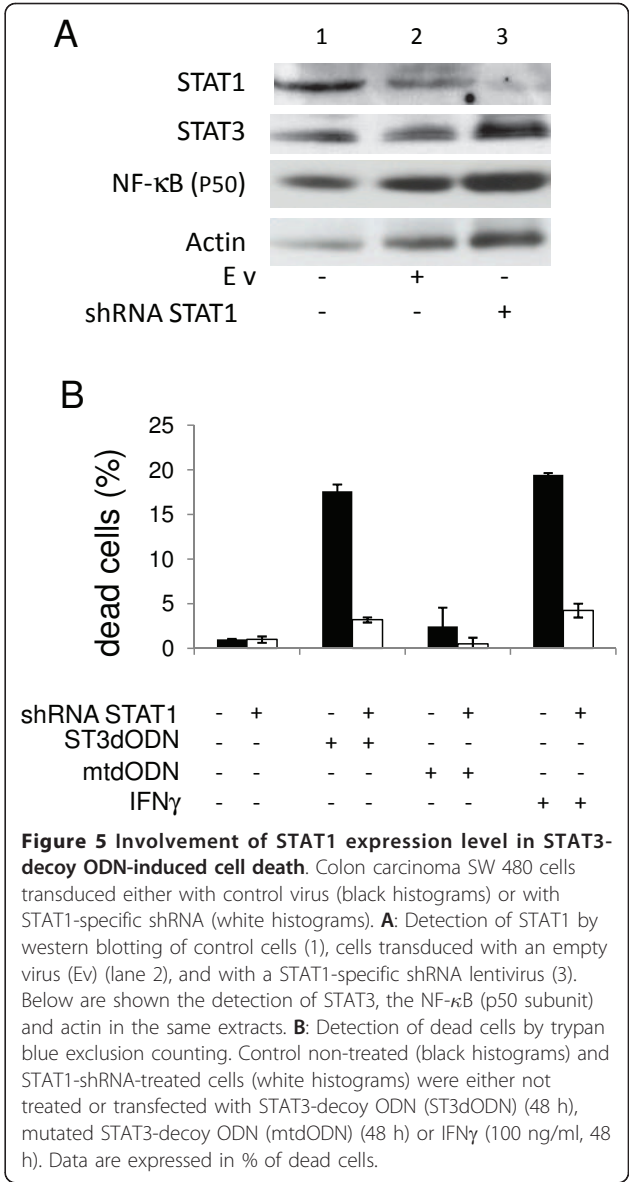 A
1 2 3
STAT1
STAT3
NF-κB (P50)
Actin
E v - + -
shRNA STAT1 - - +
B
25
20
15
10
5
0
dead cells (%)
shRNA STAT1 - + - + - + - +
ST3dODN - - + + - - - -
mtdODN - - - - + + - -
IFNγ - - - - - - + +
Figure 5 Involvement of STAT1 expression level in STAT3-
decoy ODN-induced cell death. Colon carcinoma SW 480 cells
transduced either with control virus (black histograms) or with
STAT1-specific shRNA (white histograms). A: Detection of STAT1 by
western blotting of control cells (1), cells transduced with an empty
virus (Ev) (lane 2), and with a STAT1-specific shRNA lentivirus (3).
Below are shown the detection of STAT3, the NF-κB (p50 subunit)
and actin in the same extracts. B: Detection of dead cells by trypan
blue exclusion counting. Control non-treated (black histograms) and
STAT1-shRNA-treated cells (white histograms) were either not
treated or transfected with STAT3-decoy ODN (ST3dODN) (48 h),
mutated STAT3-decoy ODN (mtdODN) (48 h) or IFNγ (100 ng/ml, 48
h). Data are expressed in % of dead cells.